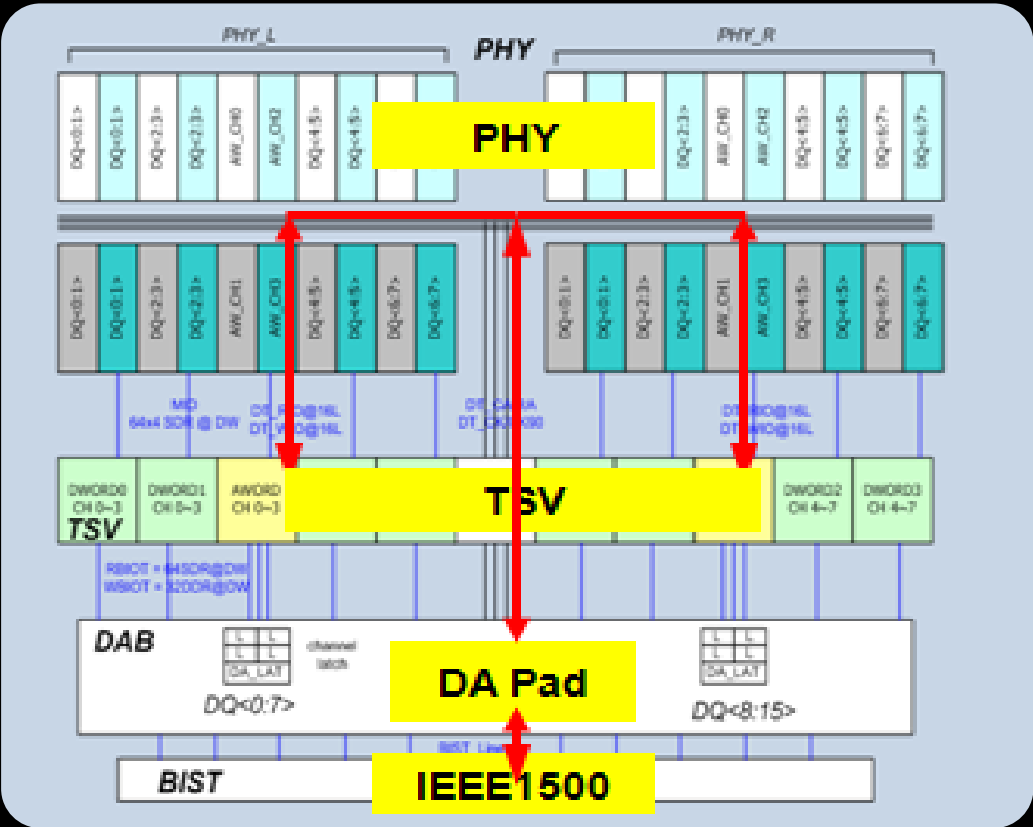 PHY_L
PHY
PHY_R
DQ<0:1>
DQ<0:1>
DQ<2:3>
DQ<2:3>
AW_CH0
AW_CH2
DQ<4:5>
DQ<4:5>
PHY
DQ<2:3>
AW_CH0
AW_CH2
DQ<4:5>
DQ<4:5>
DQ<6:7>
DQ<6:7>
DQ<0:1>
DQ<0:1>
DQ<2:3>
DQ<2:3>
AW_CH1
AW_CH3
DQ<4:5>
DQ<4:5>
DQ<6:7>
DQ<6:7>
DQ<0:1>
DQ<0:1>
DQ<2:3>
DQ<2:3>
AW_CH1
AW_CH3
DQ<4:5>
DQ<4:5>
DQ<6:7>
DQ<6:7>
MIO
64x4 SDR @ DW
DWORD0
CH 0~3
DWORD1
CH 0~3
AWORD
CH 0~3
TSV
DWORD2
CH 4~7
DWORD3
CH 4~7
TSV
RBIOT = 64SDR@DW
WBIOT = 32DDR@DW
DAB
L L
L L
DA_LAT
channel
latch
DQ<0:7>
DA Pad
L L
L L
DA_LAT
DQ<8:15>
BIST
IEEE1500